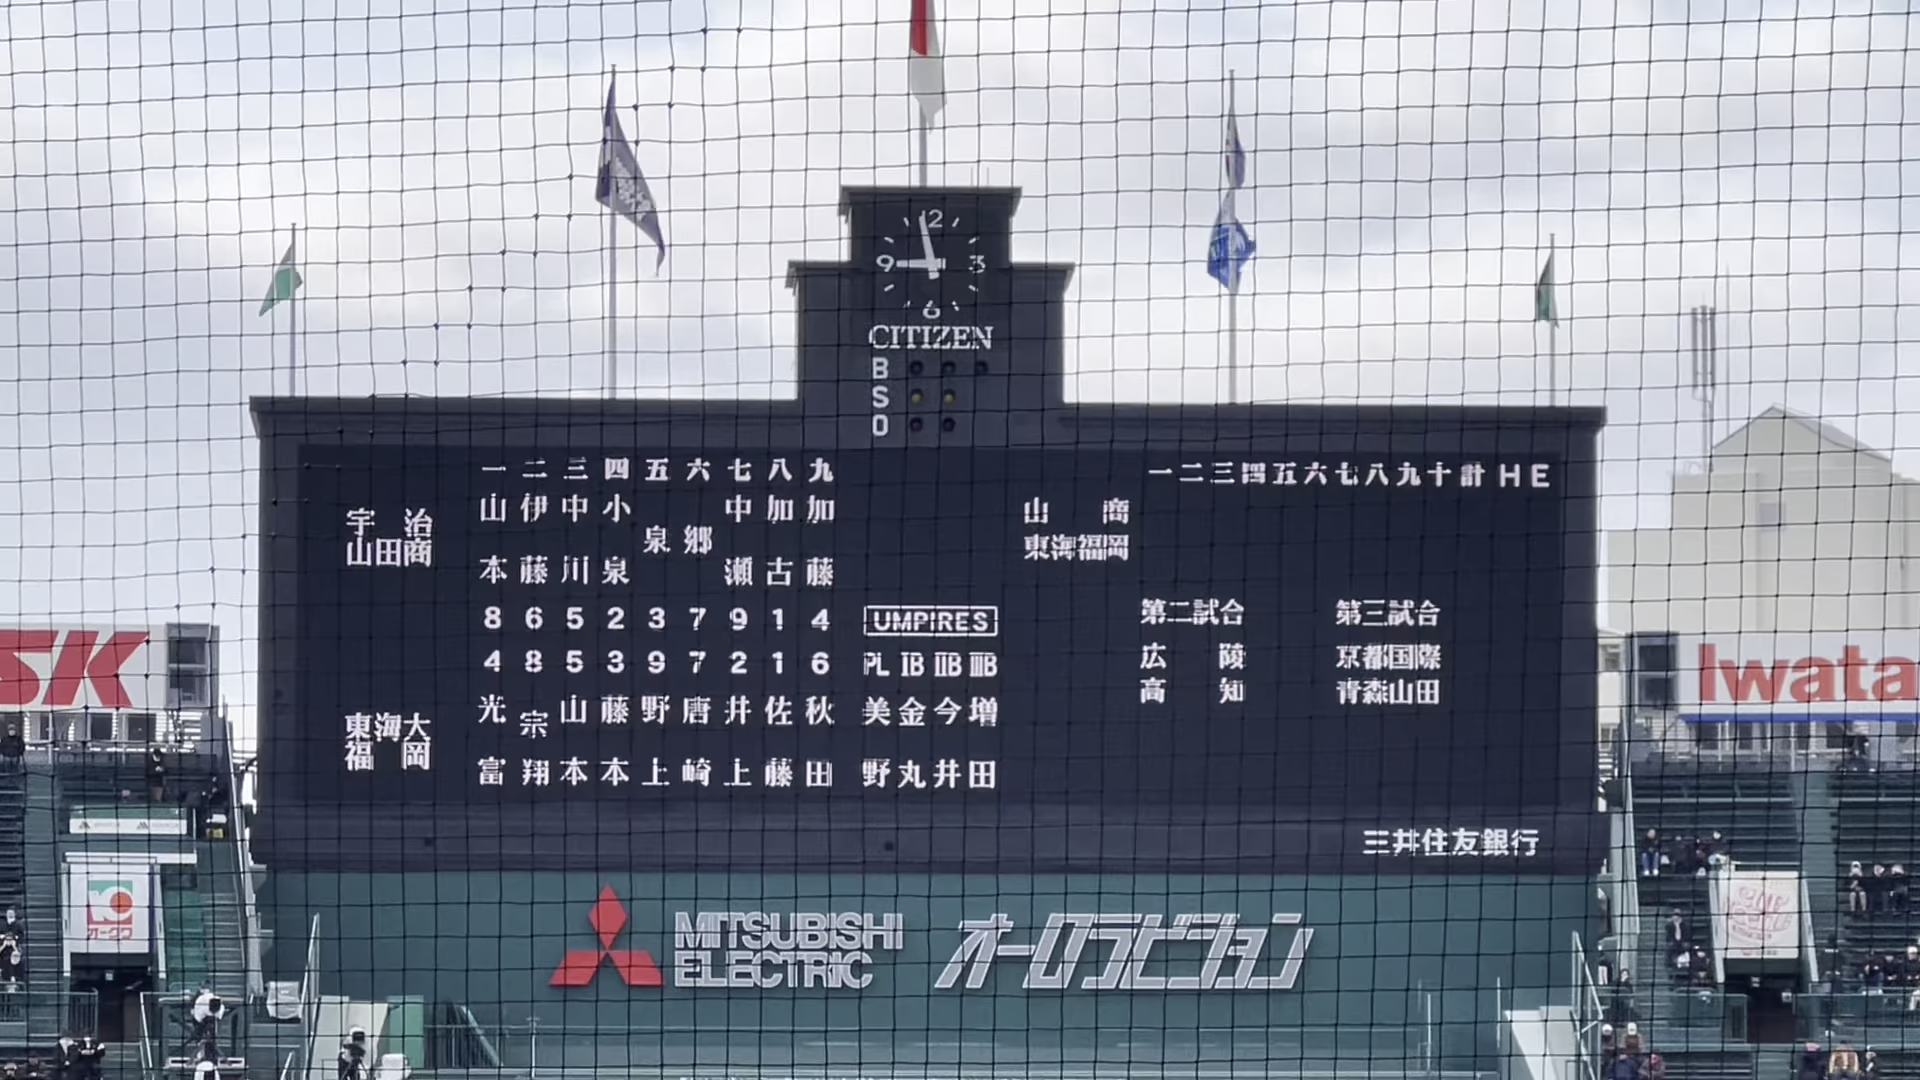 12
9 3
6
CITIZEN
B
S
O
一 二 三 四 五 六 七 八 九
宇治山田商
山本 伊藤 中川 小泉 泉 郷 中瀬 加古 加藤
8 6 5 2 3 7 9 1 4
4 8 5 3 9 7 2 1 6
東海大福岡
光富 宗翔 山本 藤本 野上 唐崎 井上 佐藤 秋田
UMPIRES
PL IB IIB IIIB
美野 金丸 今井 増田
一 二 三 四 五 六 七 八 九 十 計 H E
山商
東海福岡
第二試合 第三試合
広陵 京都国際
高知 青森山田
三井住友銀行
SK
Iwata
MITSUBISHI
ELECTRIC
オーロラビジョン
オークワ